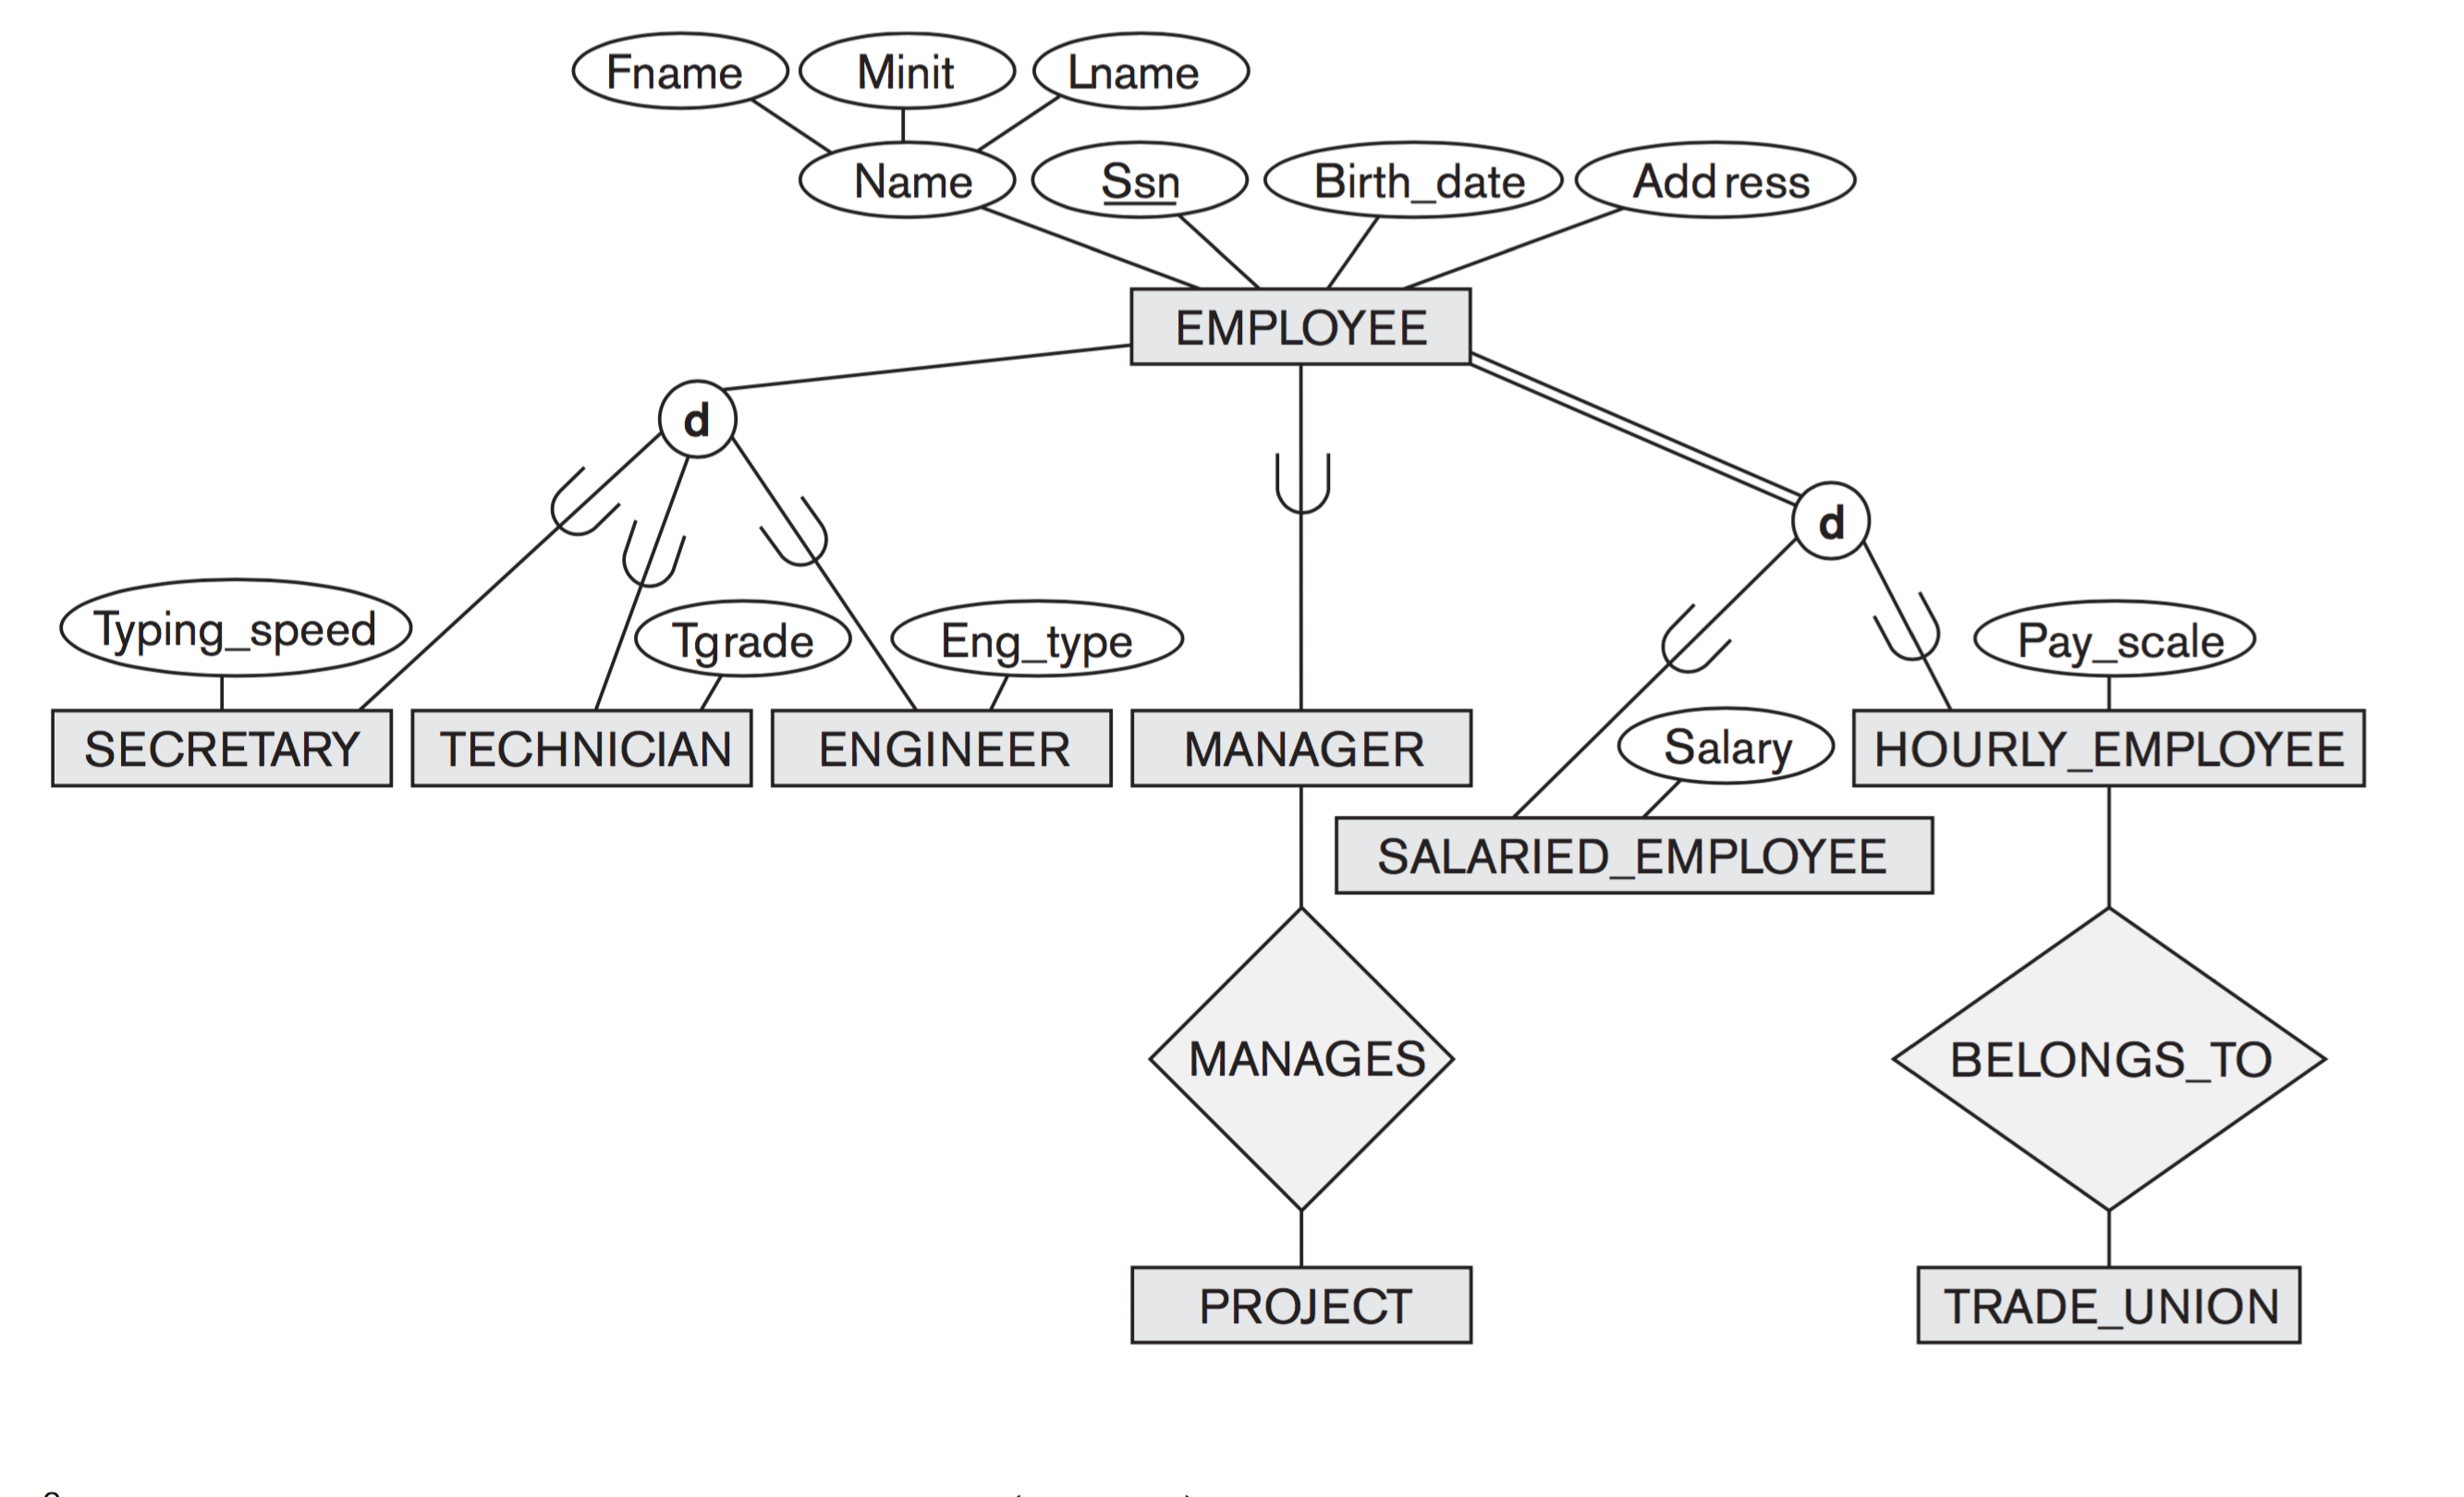 Fname
Minit
Lname
Name
Ssn
Birth_date
Address
EMPLOYEE
d
d
Typing_speed
Tgrade
Eng_type
Pay_scale
SECRETARY
TECHNICIAN
ENGINEER
MANAGER
Salary
HOURLY_EMPLOYEE
SALARIED_EMPLOYEE
MANAGES
BELONGS_TO
PROJECT
TRADE_UNION